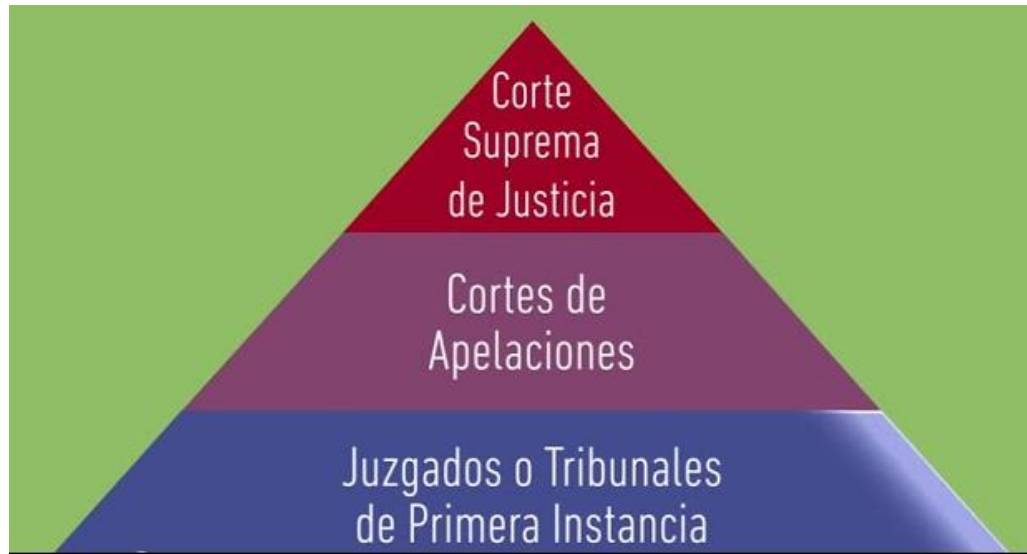 Corte
Suprema
de Justicia
Cortes de
Apelaciones
Juzgados o Tribunales
de Primera Instancia